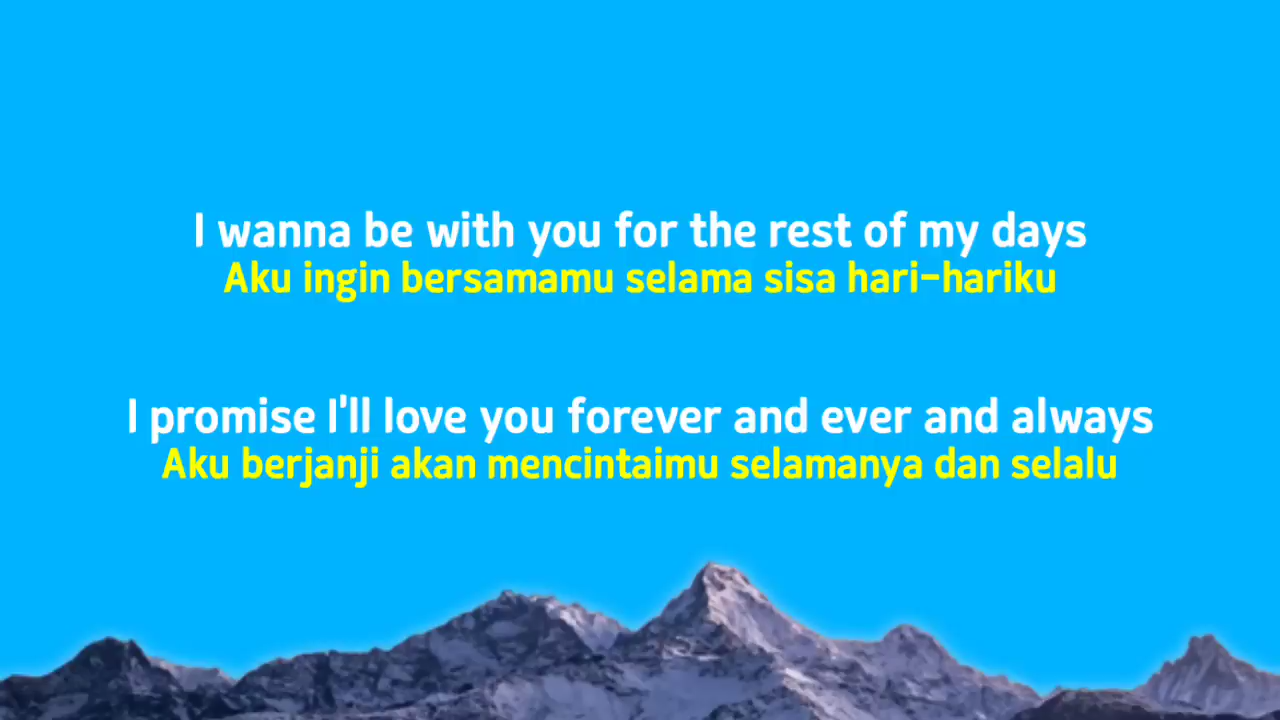 I wanna be with you for the rest of my days
Aku ingin bersamamu selama sisa hari-hariku
I promise I'll love you forever and ever and always
Aku berjanji akan mencintaimu selamanya dan selalu